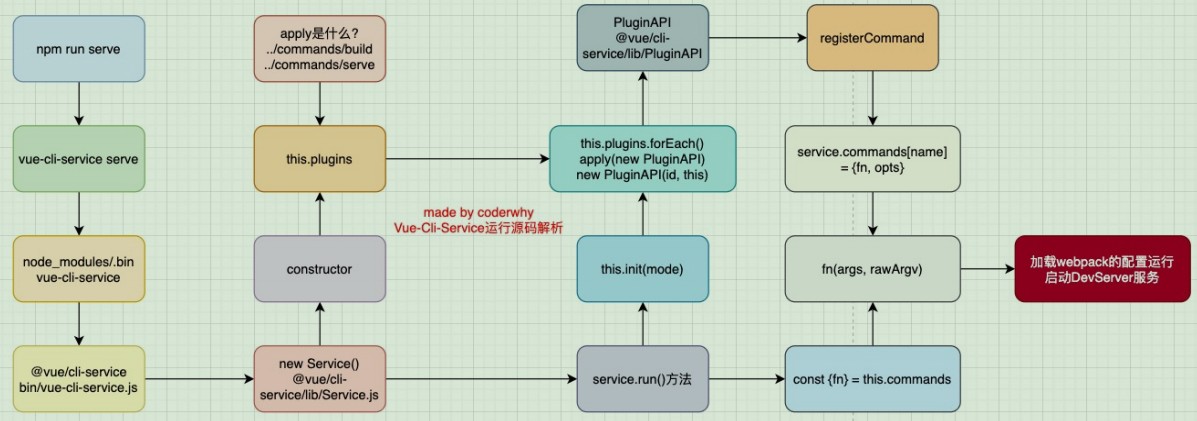 npm run serve
vue-cli-service serve
node_modules/.bin
vue-cli-service
@vue/cli-service
bin/vue-cli-service.js
apply是什么?
../commands/build
../commands/serve
this.plugins
constructor
new Service()
@vue/cli-
service/lib/Service.js
made by coderwhy
Vue-Cli-Service运行源码解析
PluginAPI
@vue/cli-
service/lib/PluginAPI
this.plugins.forEach()
apply(new PluginAPI)
new PluginAPI(id, this)
this.init(mode)
service.run()方法
registerCommand
service.commands[name]
= {fn, opts}
fn(args, rawArgv)
const {fn} = this.commands
加载webpack的配置运行
启动DevServer服务